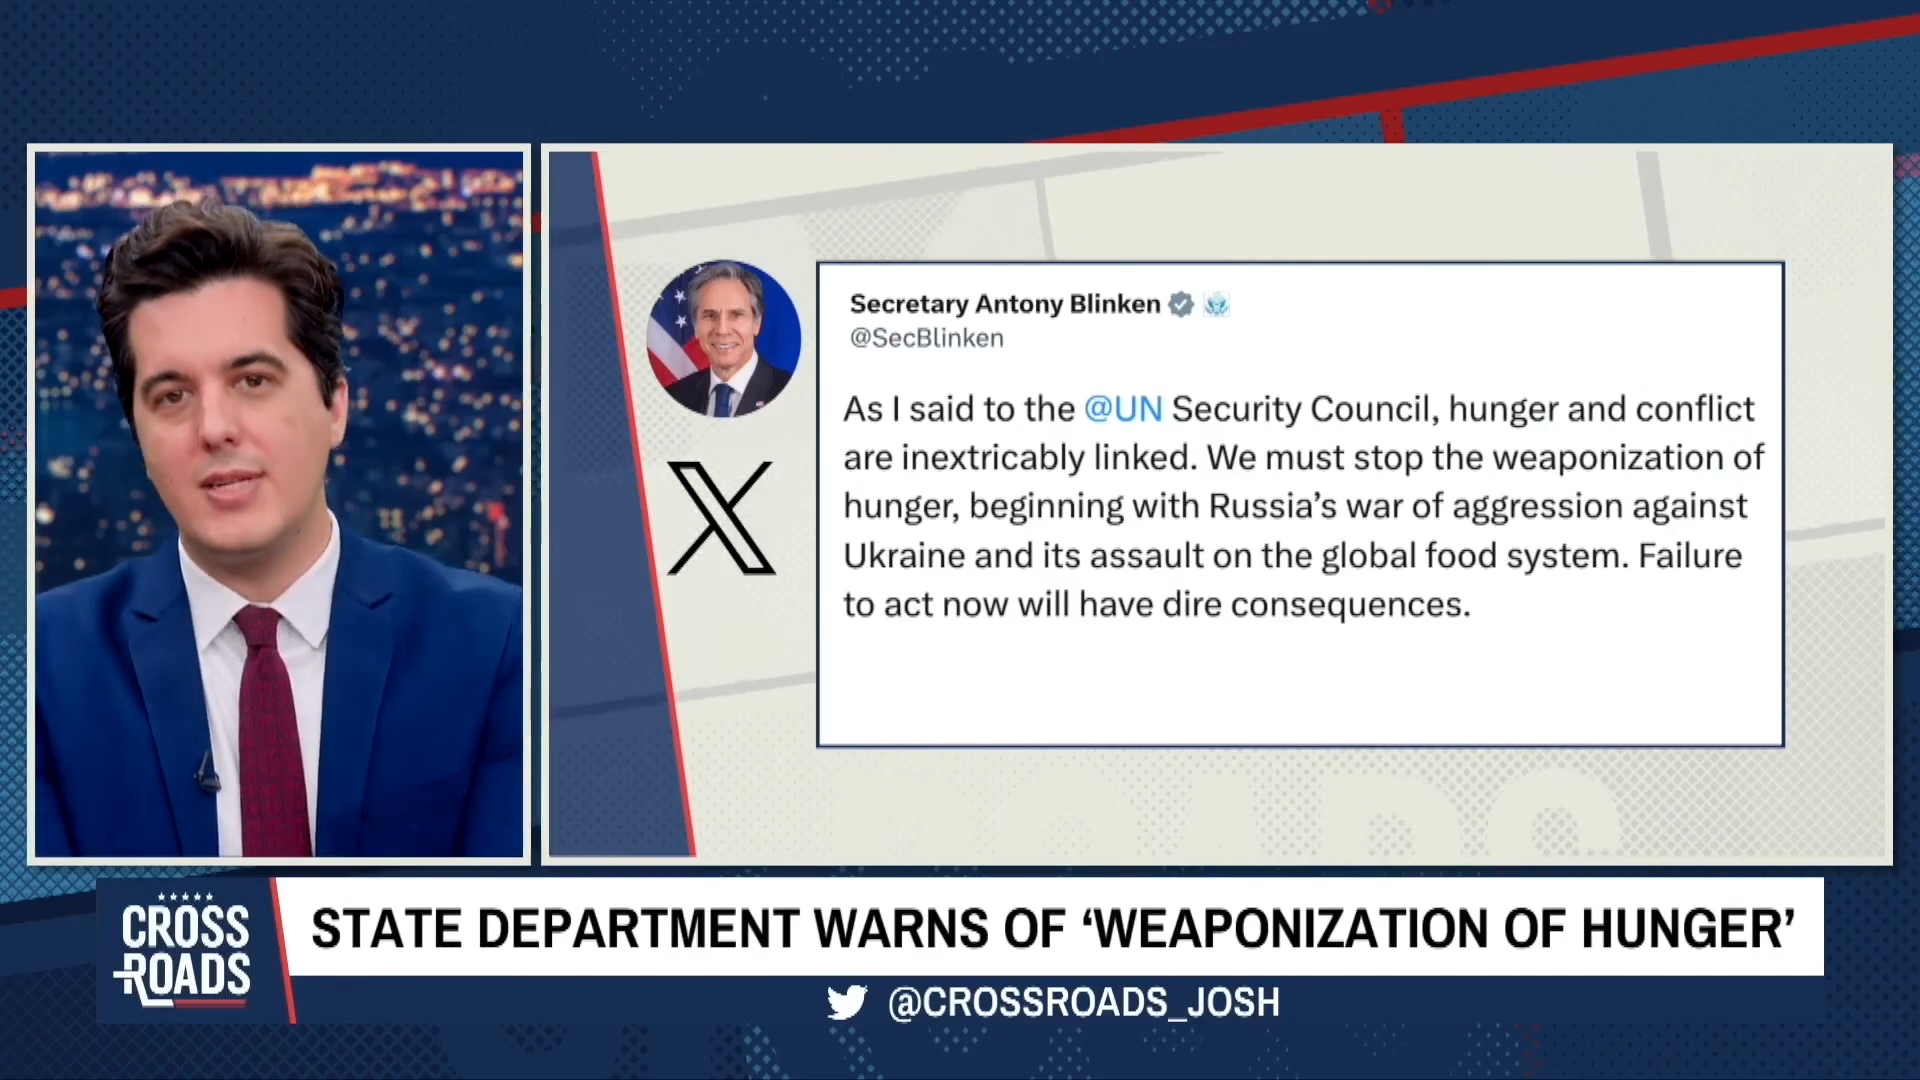 Secretary Antony Blinken
@SecBlinken
As I said to the @UN Security Council, hunger and conflict
are inextricably linked. We must stop the weaponization of
hunger, beginning with Russia’s war of aggression against
Ukraine and its assault on the global food system. Failure
to act now will have dire consequences.
CROSS
ROADS
STATE DEPARTMENT WARNS OF ‘WEAPONIZATION OF HUNGER’
@CROSSROADS_JOSH